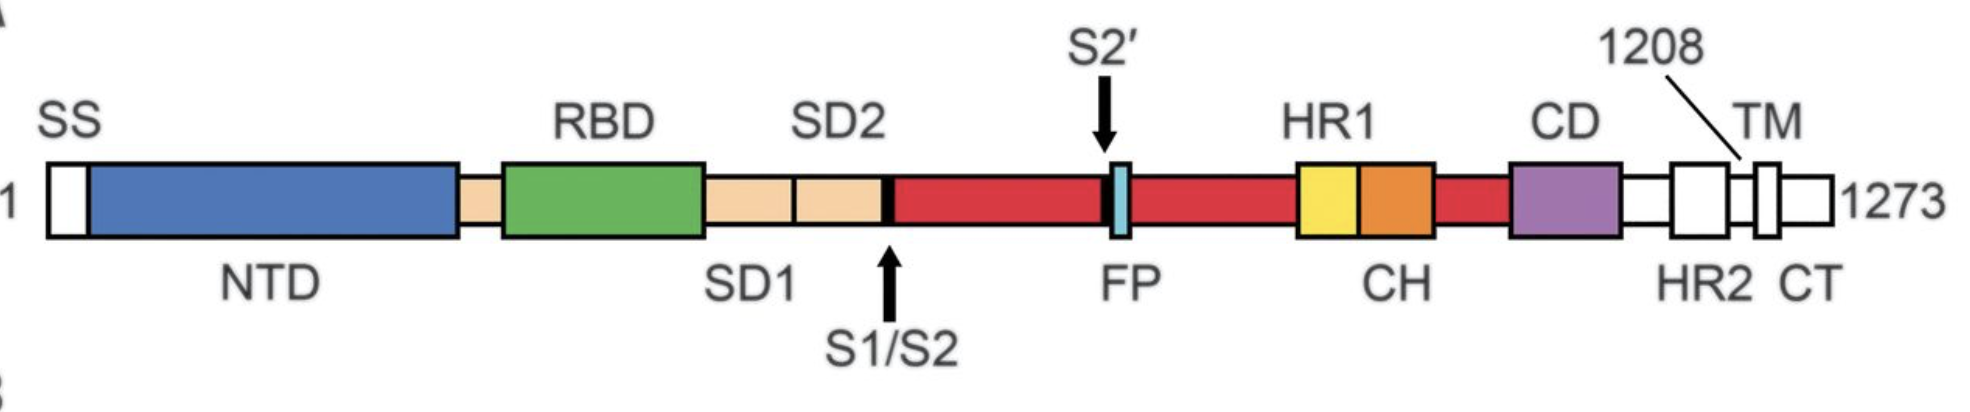 S2′
1208
SS
RBD
SD2
HR1
CD
TM
1
1273
NTD
SD1
FP
CH
HR2
CT
S1/S2